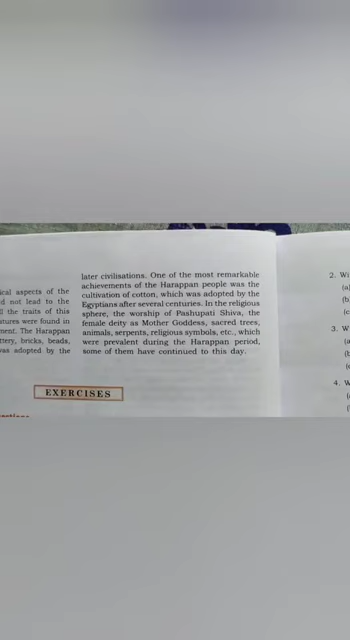 ical aspects of the
d not lead to the
ll the traits of this
ctures were found in
ment. The Harappan
ttery, bricks, beads,
was adopted by the
later civilisations. One of the most remarkable
achievements of the Harappan people was the
cultivation of cotton, which was adopted by the
Egyptians after several centuries. In the religious
sphere, the worship of Pashupati Shiva, the
female deity as Mother Goddess, sacred trees,
animals, serpents, religious symbols, etc., which
were prevalent during the Harappan period,
some of them have continued to this day.
EXERCISES
2. Wi
(a)
(b)
(c
3. W
(a
(b
4. W